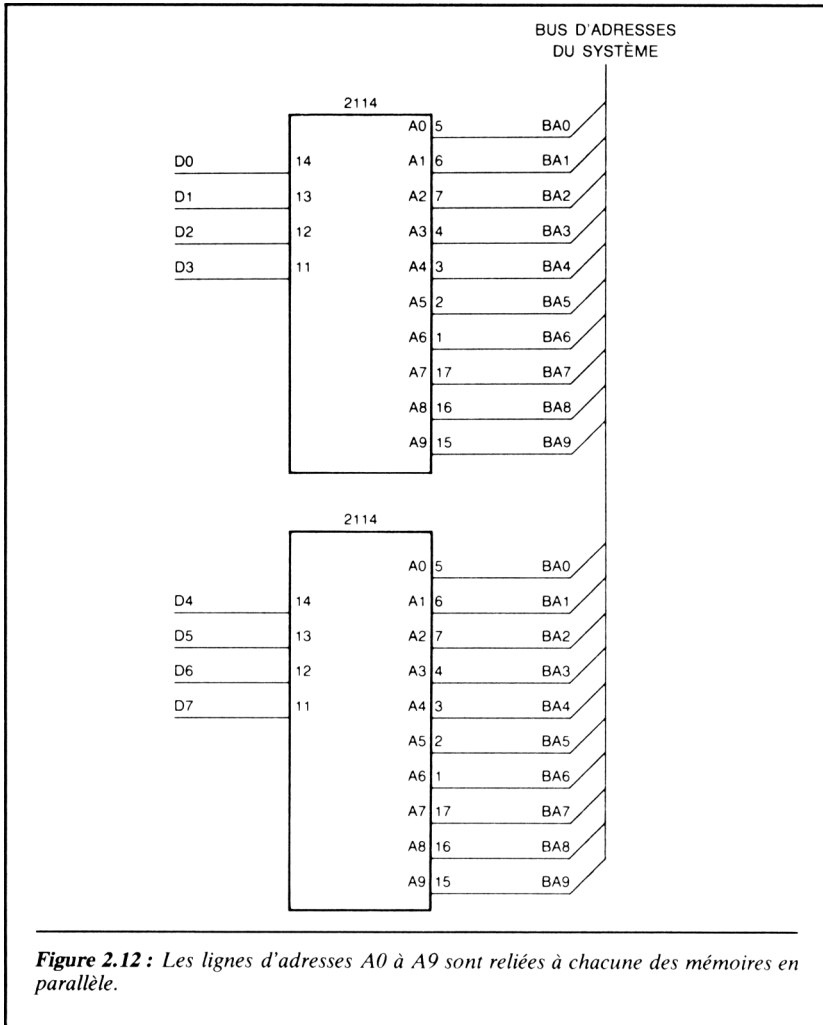 BUS D'ADRESSES
DU SYSTÈME
2114
A0 5 BA0
D0 14 A1 6 BA1
D1 13 A2 7 BA2
D2 12 A3 4 BA3
D3 11 A4 3 BA4
A5 2 BA5
A6 1 BA6
A7 17 BA7
A8 16 BA8
A9 15 BA9
2114
A0 5 BA0
D4 14 A1 6 BA1
D5 13 A2 7 BA2
D6 12 A3 4 BA3
D7 11 A4 3 BA4
A5 2 BA5
A6 1 BA6
A7 17 BA7
A8 16 BA8
A9 15 BA9
Figure 2.12 : Les lignes d'adresses A0 à A9 sont reliées à chacune des mémoires en
parallèle.